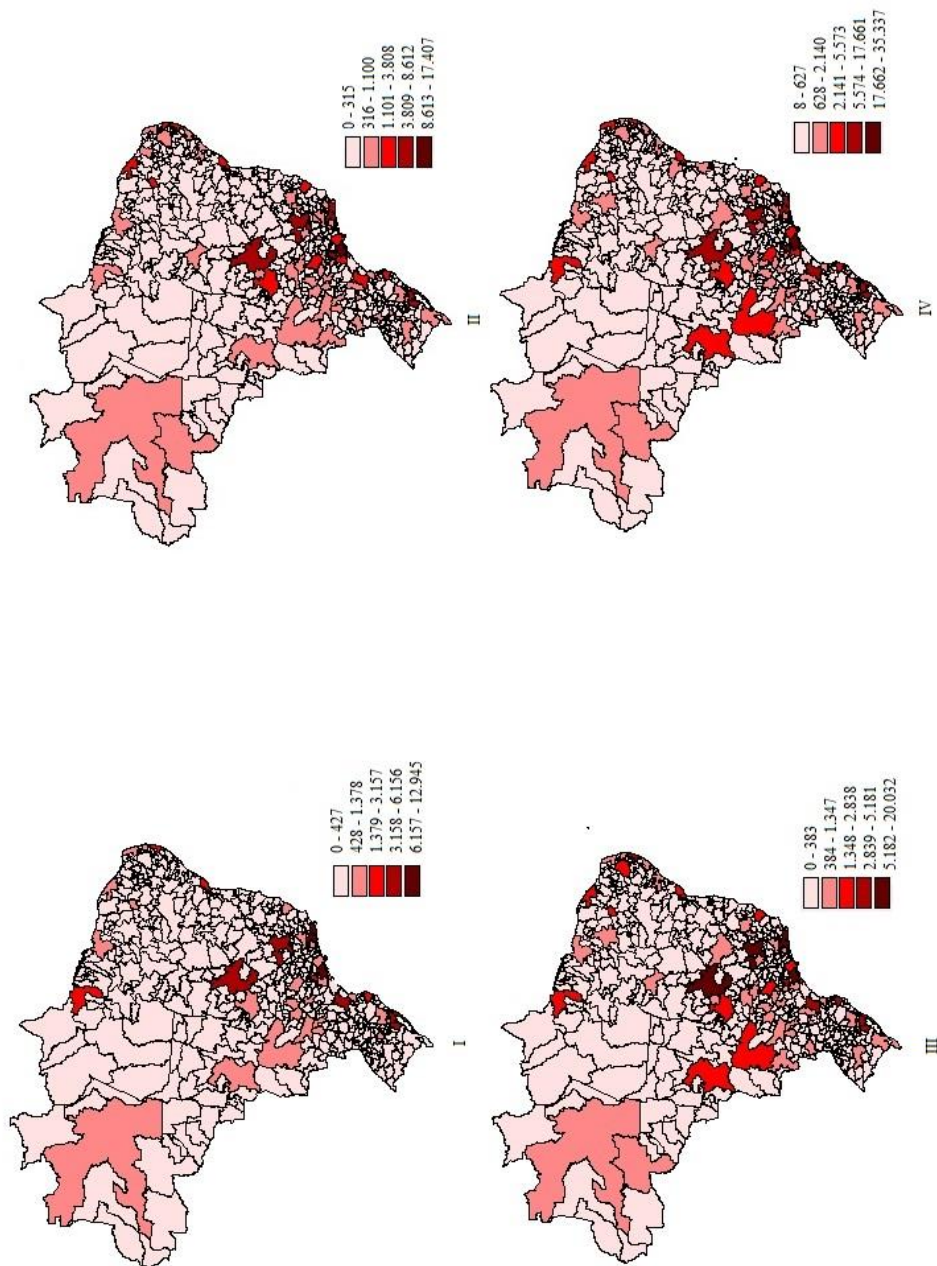 I
0 - 427
428 - 1.378
1.379 - 3.157
3.158 - 6.156
6.157 - 12.945
II
0 - 315
316 - 1.100
1.101 - 3.808
3.809 - 8.612
8.613 - 17.407
III
0 - 383
384 - 1.347
1.348 - 2.838
2.839 - 5.181
5.182 - 20.032
IV
8 - 627
628 - 2.140
2.141 - 5.573
5.574 - 17.661
17.662 - 35.337